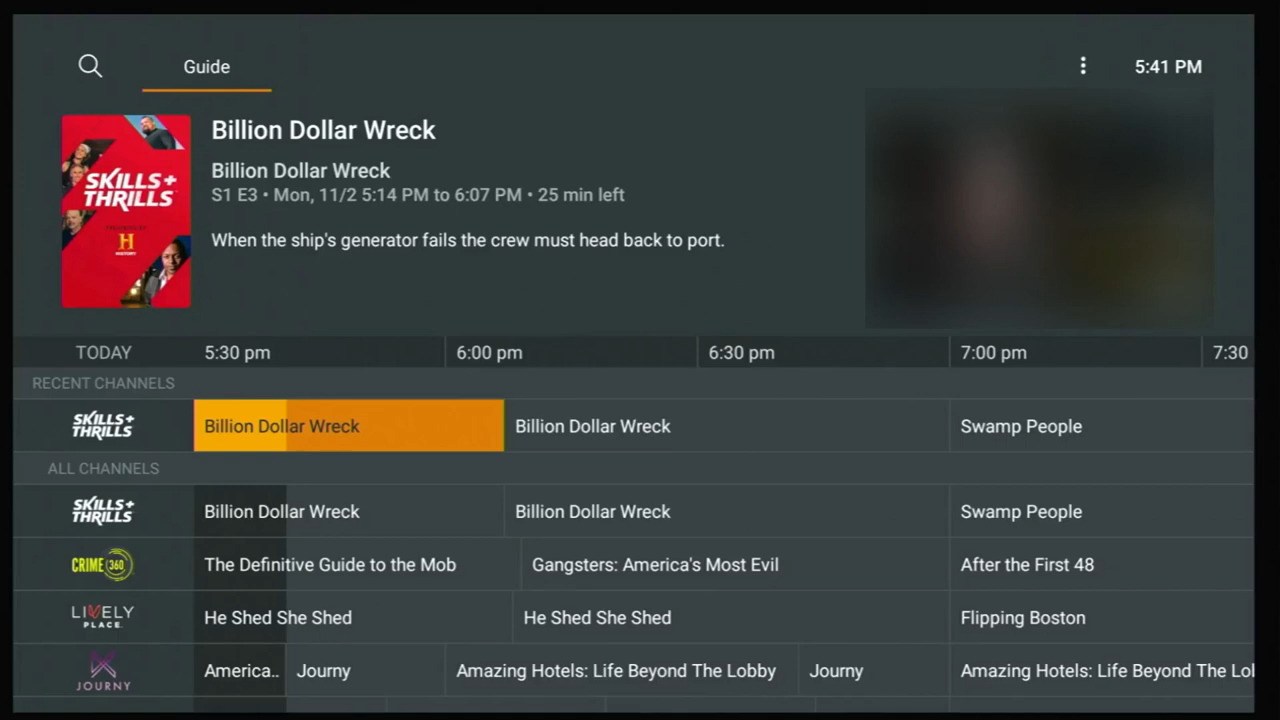 Guide
5:41 PM
SKILLS+
THRILLS
PRESENTED BY
H
HISTORY
Billion Dollar Wreck
Billion Dollar Wreck
S1 E3 • Mon, 11/2 5:14 PM to 6:07 PM • 25 min left
When the ship's generator fails the crew must head back to port.
TODAY 5:30 pm 6:00 pm 6:30 pm 7:00 pm 7:30
RECENT CHANNELS
SKILLS+
THRILLS
Billion Dollar Wreck Billion Dollar Wreck Swamp People
ALL CHANNELS
SKILLS+
THRILLS
Billion Dollar Wreck Billion Dollar Wreck Swamp People
CRIME 360 The Definitive Guide to the Mob Gangsters: America's Most Evil After the First 48
LIVELY
PLACE.
He Shed She Shed He Shed She Shed Flipping Boston
JOURNY
America.. Journy Amazing Hotels: Life Beyond The Lobby Journy Amazing Hotels: Life Beyond The Lob